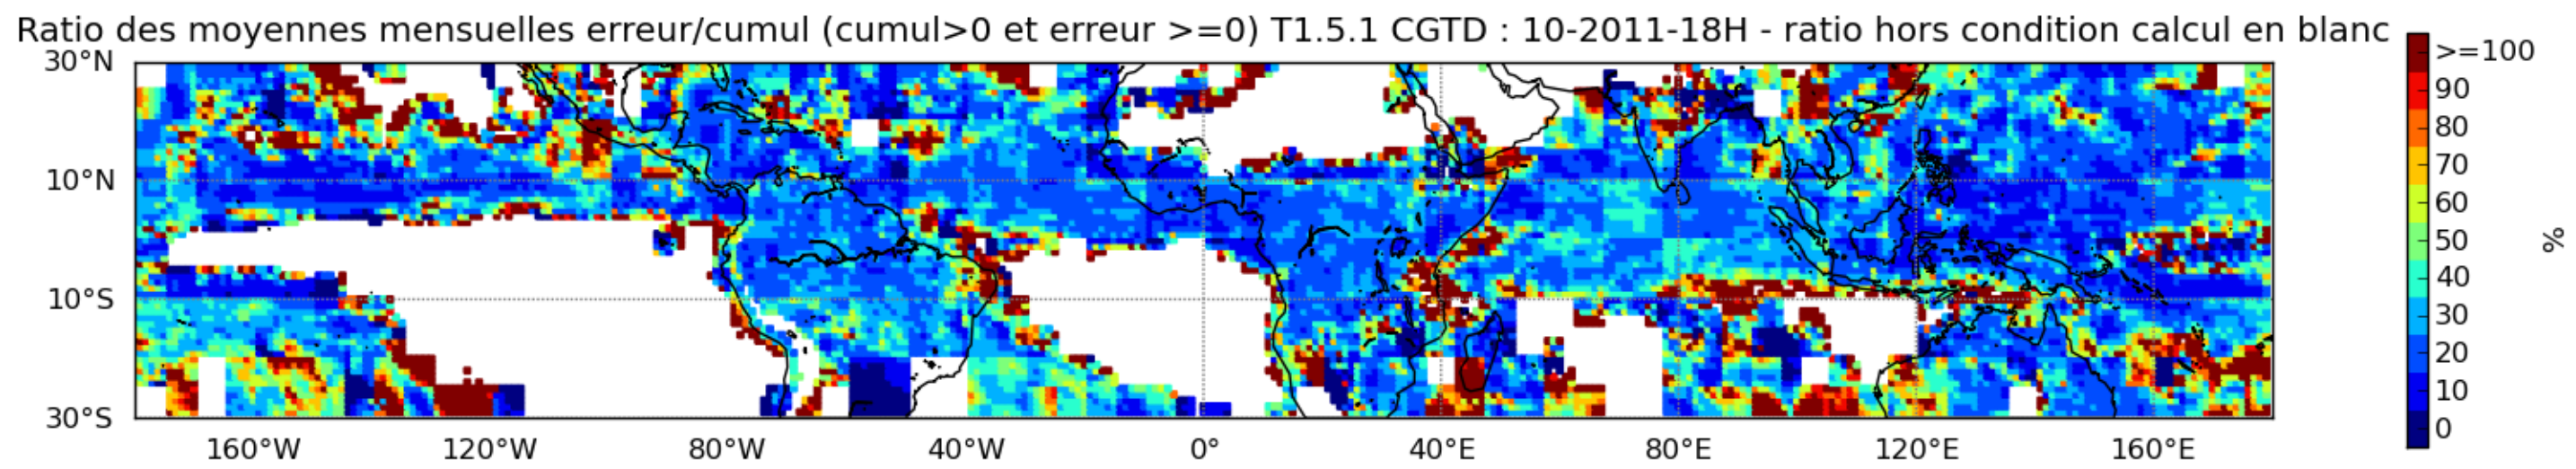 Ratio des moyennes mensuelles erreur/cumul (cumul>0 et erreur >=0) T1.5.1 CGTD : 10-2011-18H - ratio hors condition calcul en blanc
30°N
10°N
10°S
30°S
160°W 120°W 80°W 40°W 0° 40°E 80°E 120°E 160°E
>=100
90
80
70
60
50
40
30
20
10
0
%